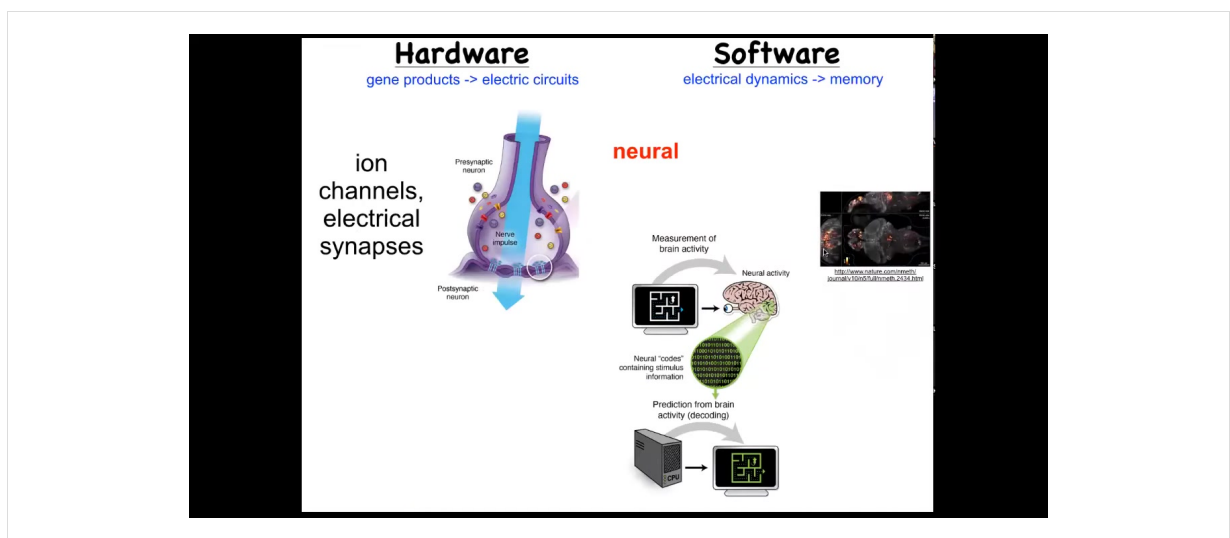 Hardware
gene products -> electric circuits
ion
channels,
electrical
synapses
Presynaptic
neuron
Nerve
impulse
Postsynaptic
neuron
Software
electrical dynamics -> memory
neural
Measurement of
brain activity
Neural activity
Neural "codes"
containing stimulus
information
Prediction from brain
activity (decoding)
CPU
http://www.nature.com/nmeth/
journal/v10/n5/full/nmeth.2434.html